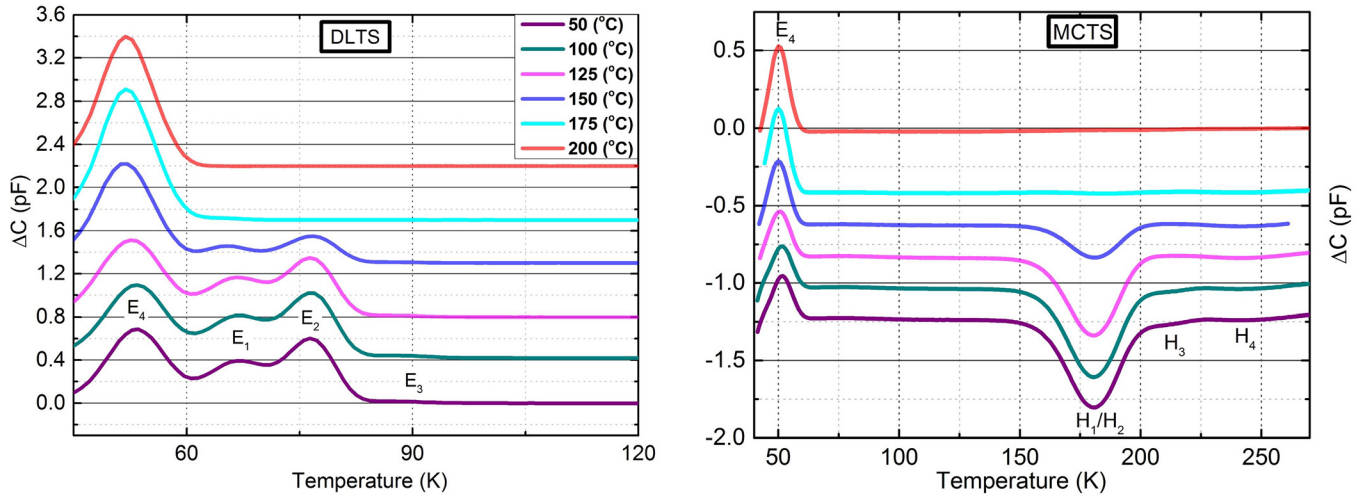 DLTS
50 (°C)
100 (°C)
125 (°C)
150 (°C)
175 (°C)
200 (°C)
3.6
3.2
2.8
2.4
2.0
1.6
1.2
0.8
0.4
0.0
ΔC (pF)
E₄
E₁
E₂
E₃
60
90
120
Temperature (K)
MCTS
E₄
0.5
0.0
-0.5
-1.0
-1.5
-2.0
ΔC (pF)
H₁/H₂
H₃
H₄
50
100
150
200
250
Temperature (K)